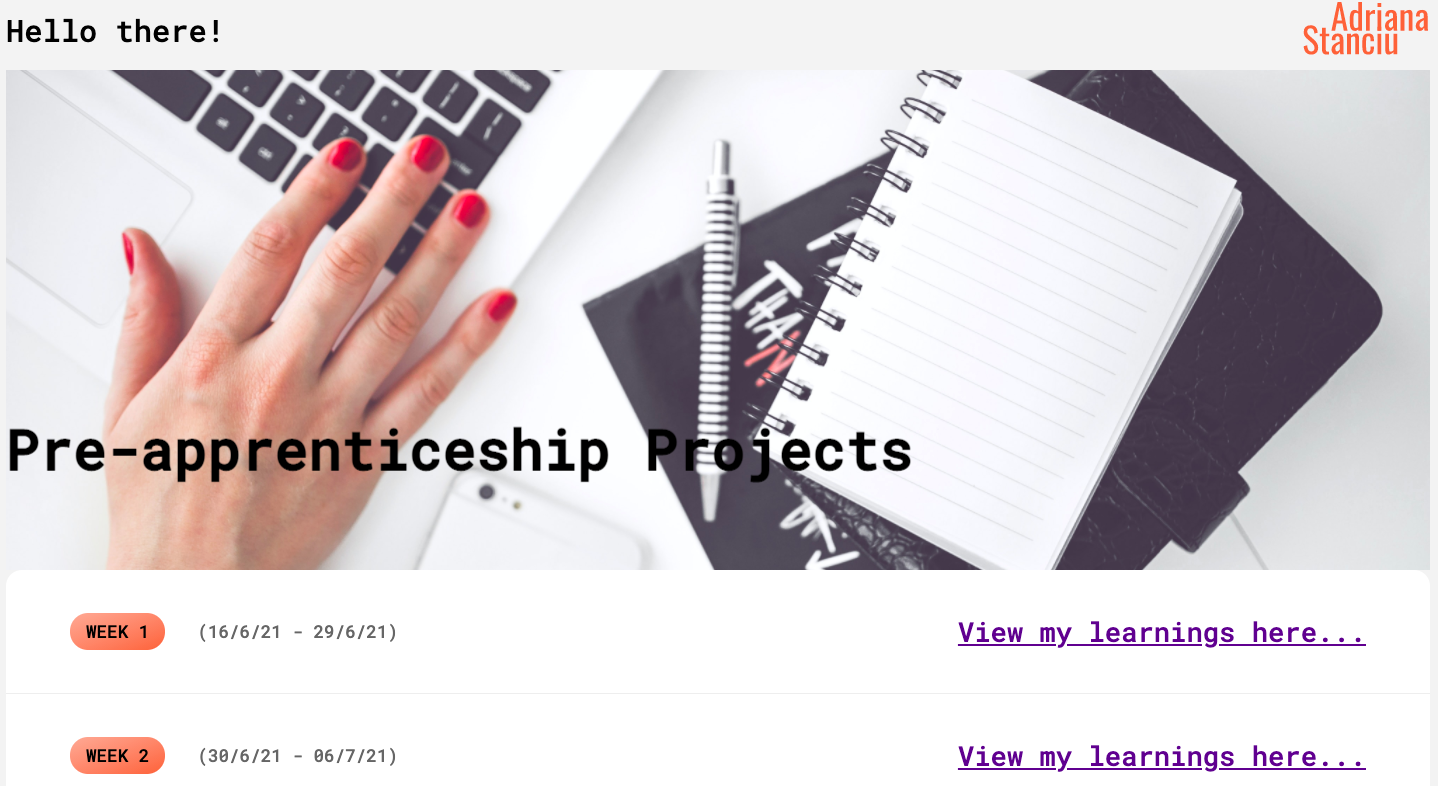 Hello there!
Adriana
Stanciu
THAT
Pre-apprenticeship Projects
WEEK 1 (16/6/21 - 29/6/21) View my learnings here...
WEEK 2 (30/6/21 - 06/7/21) View my learnings here...